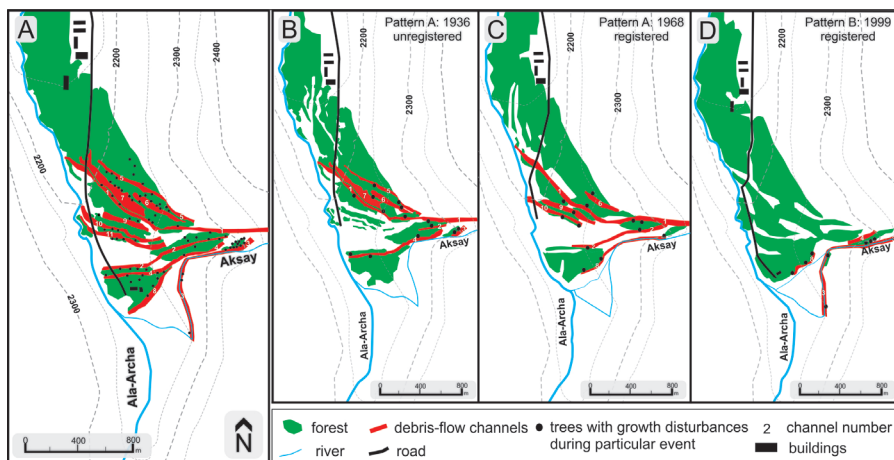 A
2200
2300
2400
2200
2300
Aksay
Ala-Archa
0 400 800
m
N
B
Pattern A: 1936
unregistered
2200
2300
Aksay
Ala-Archa
0 400 800
m
C
Pattern A: 1968
registered
2200
2300
Aksay
Ala-Archa
0 400 800
m
D
Pattern B: 1999
registered
2200
2300
Aksay
Ala-Archa
0 400 800
m
forest
debris-flow channels
trees with growth disturbances
during particular event
2 channel number
river
road
buildings